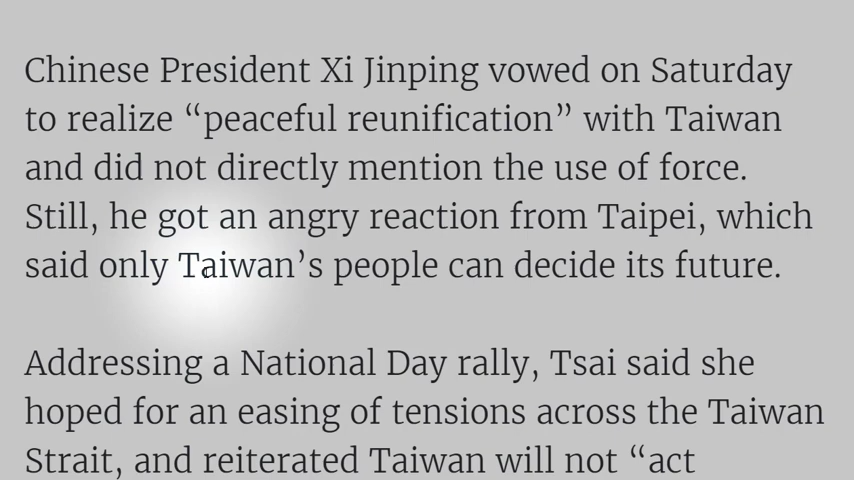 Chinese President Xi Jinping vowed on Saturday
to realize “peaceful reunification” with Taiwan
and did not directly mention the use of force.
Still, he got an angry reaction from Taipei, which
said only Taiwan’s people can decide its future.
Addressing a National Day rally, Tsai said she
hoped for an easing of tensions across the Taiwan
Strait, and reiterated Taiwan will not “act